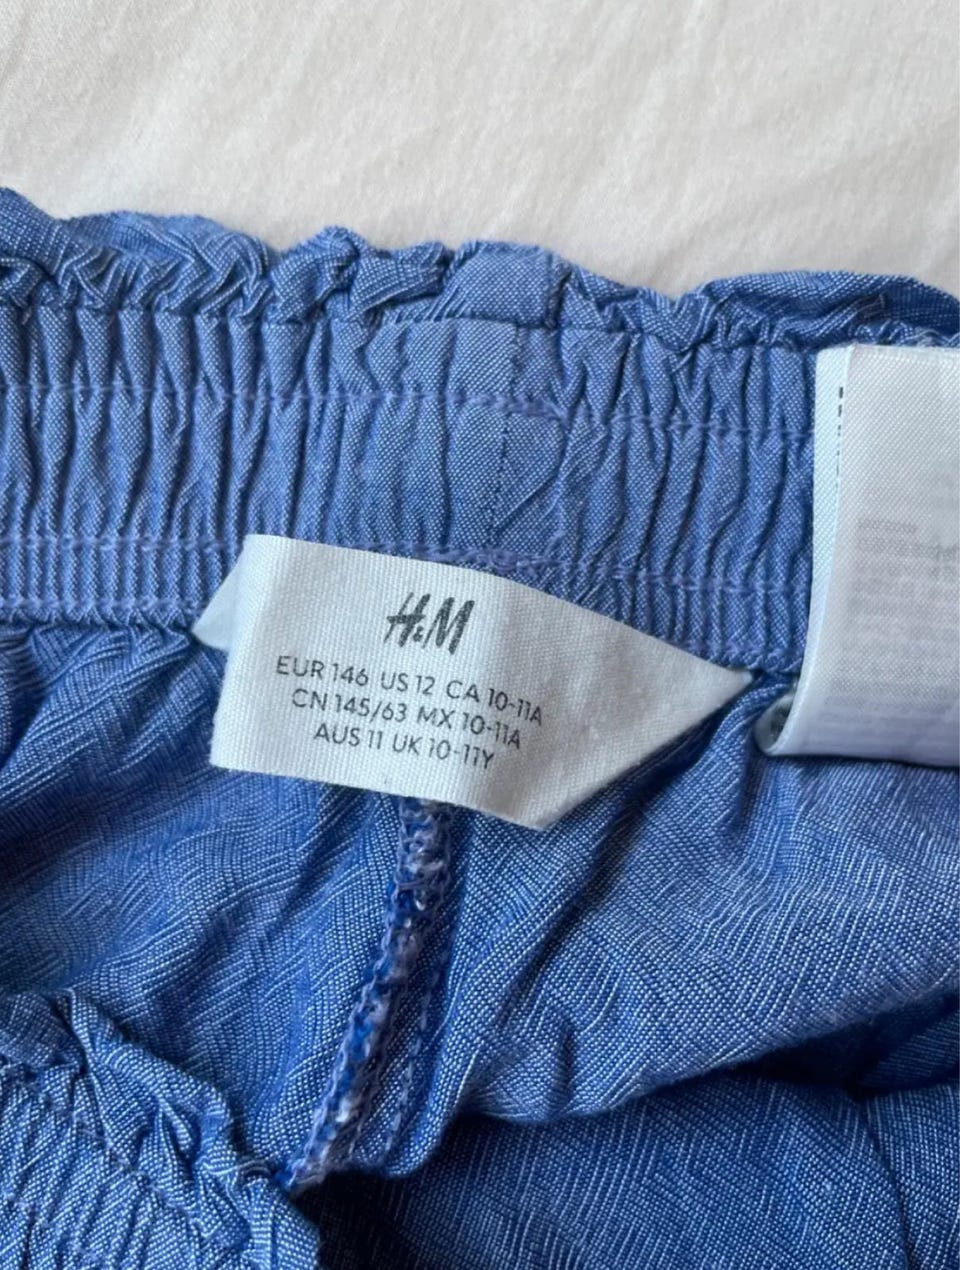 H&M
EUR 146 US 12 CA 10-11A
CN 145/63 MX 10-11A
AUS 11 UK 10-11Y